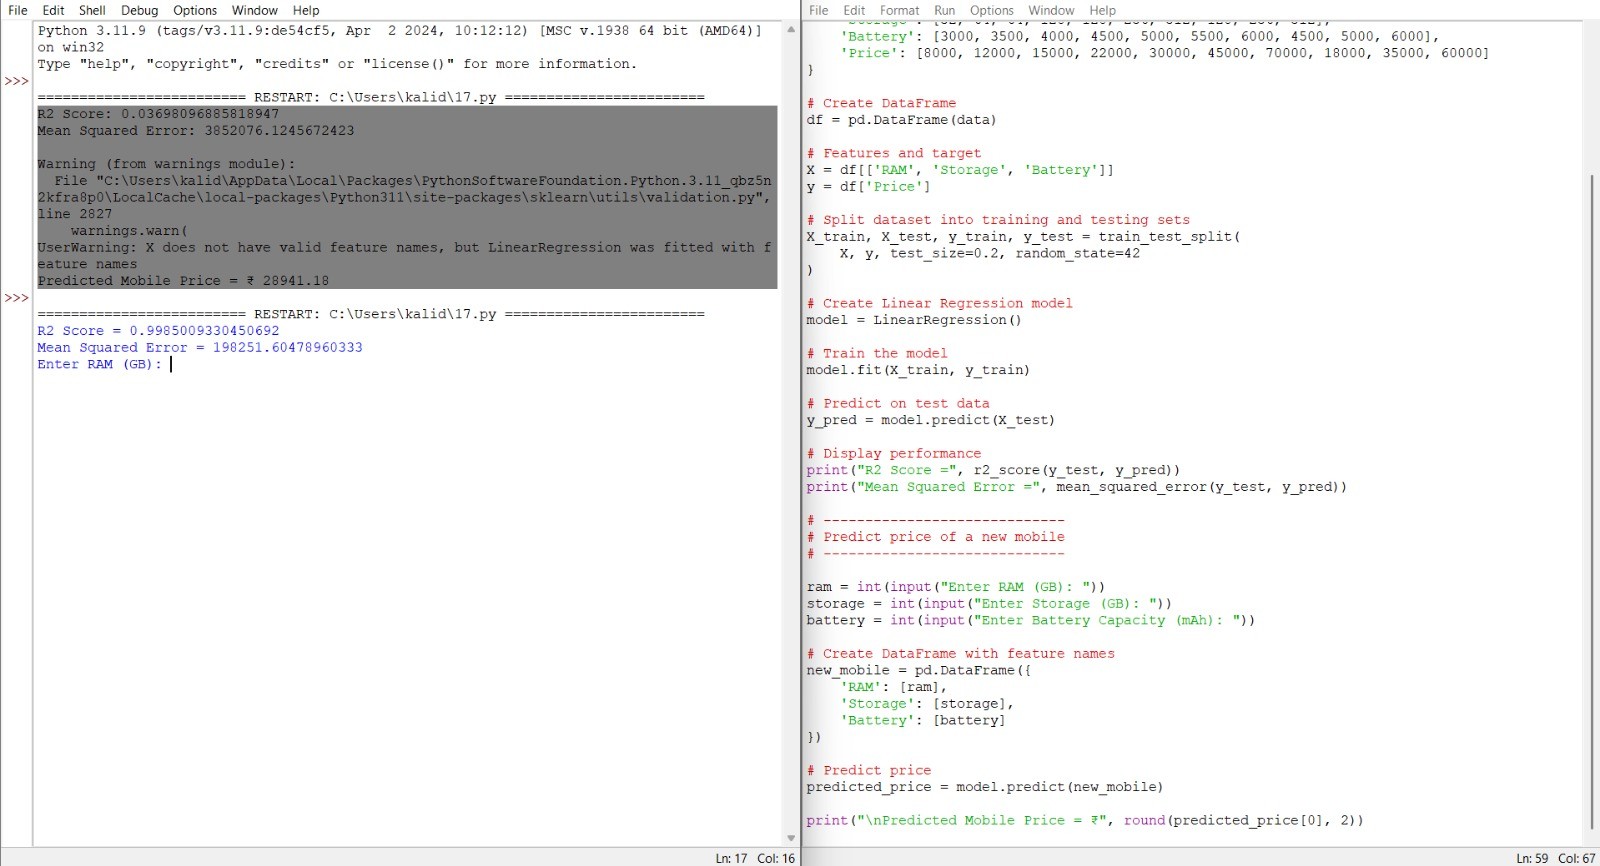 File Edit Shell Debug Options Window Help
Python 3.11.9 (tags/v3.11.9:de54cf5, Apr  2 2024, 10:12:12) [MSC v.1938 64 bit (AMD64)]
on win32
Type "help", "copyright", "credits" or "license()" for more information.
>>>
========================= RESTART: C:\Users\kalid\17.py ========================
R2 Score: 0.03698096885818947
Mean Squared Error: 3852076.1245672423
Warning (from warnings module):
  File "C:\Users\kalid\AppData\Local\Packages\PythonSoftwareFoundation.Python.3.11_qbz5n
2kfra8p0\LocalCache\local-packages\Python311\site-packages\sklearn\utils\validation.py",
line 2827
    warnings.warn(
UserWarning: X does not have valid feature names, but LinearRegression was fitted with f
eature names
Predicted Mobile Price = ₹ 28941.18
>>>
========================= RESTART: C:\Users\kalid\17.py ========================
R2 Score = 0.9985009330450692
Mean Squared Error = 198251.60478960333
Enter RAM (GB):
Ln: 17 Col: 16
File Edit Format Run Options Window Help
    'Battery': [3000, 3500, 4000, 4500, 5000, 5500, 6000, 4500, 5000, 6000],
    'Price': [8000, 12000, 15000, 22000, 30000, 45000, 70000, 18000, 35000, 60000]
}
# Create DataFrame
df = pd.DataFrame(data)
# Features and target
X = df[['RAM', 'Storage', 'Battery']]
y = df['Price']
# Split dataset into training and testing sets
X_train, X_test, y_train, y_test = train_test_split(
    X, y, test_size=0.2, random_state=42
)
# Create Linear Regression model
model = LinearRegression()
# Train the model
model.fit(X_train, y_train)
# Predict on test data
y_pred = model.predict(X_test)
# Display performance
print("R2 Score =", r2_score(y_test, y_pred))
print("Mean Squared Error =", mean_squared_error(y_test, y_pred))
# -----------------------------
# Predict price of a new mobile
# -----------------------------
ram = int(input("Enter RAM (GB): "))
storage = int(input("Enter Storage (GB): "))
battery = int(input("Enter Battery Capacity (mAh): "))
# Create DataFrame with feature names
new_mobile = pd.DataFrame({
    'RAM': [ram],
    'Storage': [storage],
    'Battery': [battery]
})
# Predict price
predicted_price = model.predict(new_mobile)
print("\nPredicted Mobile Price = ₹", round(predicted_price[0], 2))
Ln: 59 Col: 67